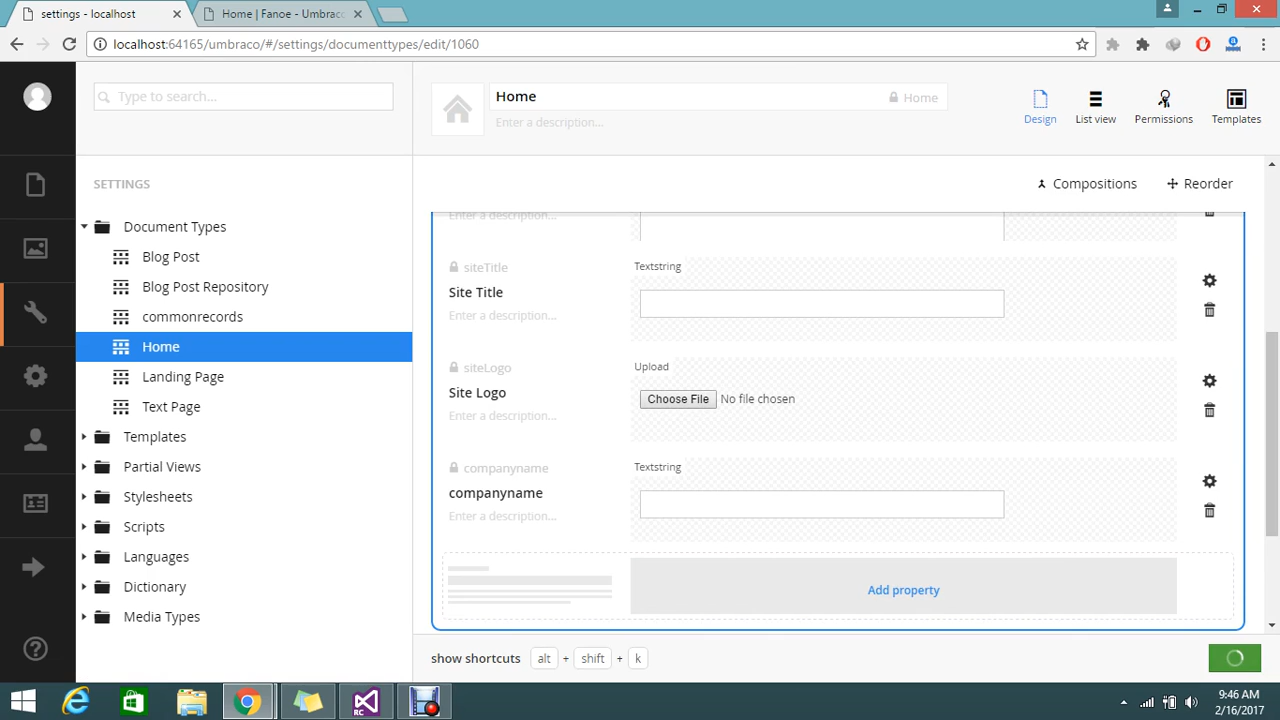 settings - localhost
Home | Fanoe - Umbraco
localhost:64165/umbraco/#/settings/documenttypes/edit/1060
Type to search...
Home
Home
Enter a description...
Design
List view
Permissions
Templates
SETTINGS
Compositions
Reorder
Document Types
Blog Post
Blog Post Repository
commonrecords
Home
Landing Page
Text Page
Templates
Partial Views
Stylesheets
Scripts
Languages
Dictionary
Media Types
Enter a description...
siteTitle
Textstring
Site Title
Enter a description...
siteLogo
Upload
Site Logo
Choose File No file chosen
Enter a description...
companyname
Textstring
companyname
Enter a description...
Add property
show shortcuts alt + shift + k
RC
9:46 AM
2/16/2017